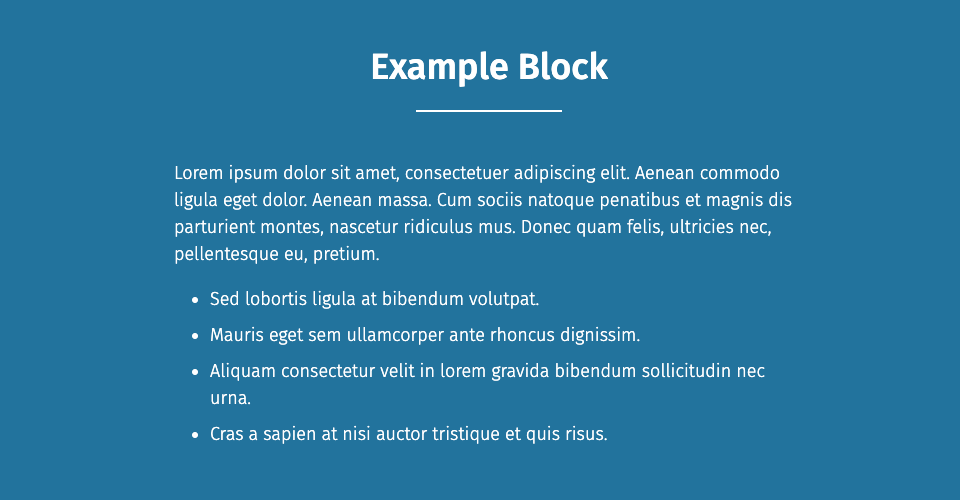 Example Block
Lorem ipsum dolor sit amet, consectetuer adipiscing elit. Aenean commodo
ligula eget dolor. Aenean massa. Cum sociis natoque penatibus et magnis dis
parturient montes, nascetur ridiculus mus. Donec quam felis, ultricies nec,
pellentesque eu, pretium.
• Sed lobortis ligula at bibendum volutpat.
• Mauris eget sem ullamcorper ante rhoncus dignissim.
• Aliquam consectetur velit in lorem gravida bibendum sollicitudin nec
urna.
• Cras a sapien at nisi auctor tristique et quis risus.